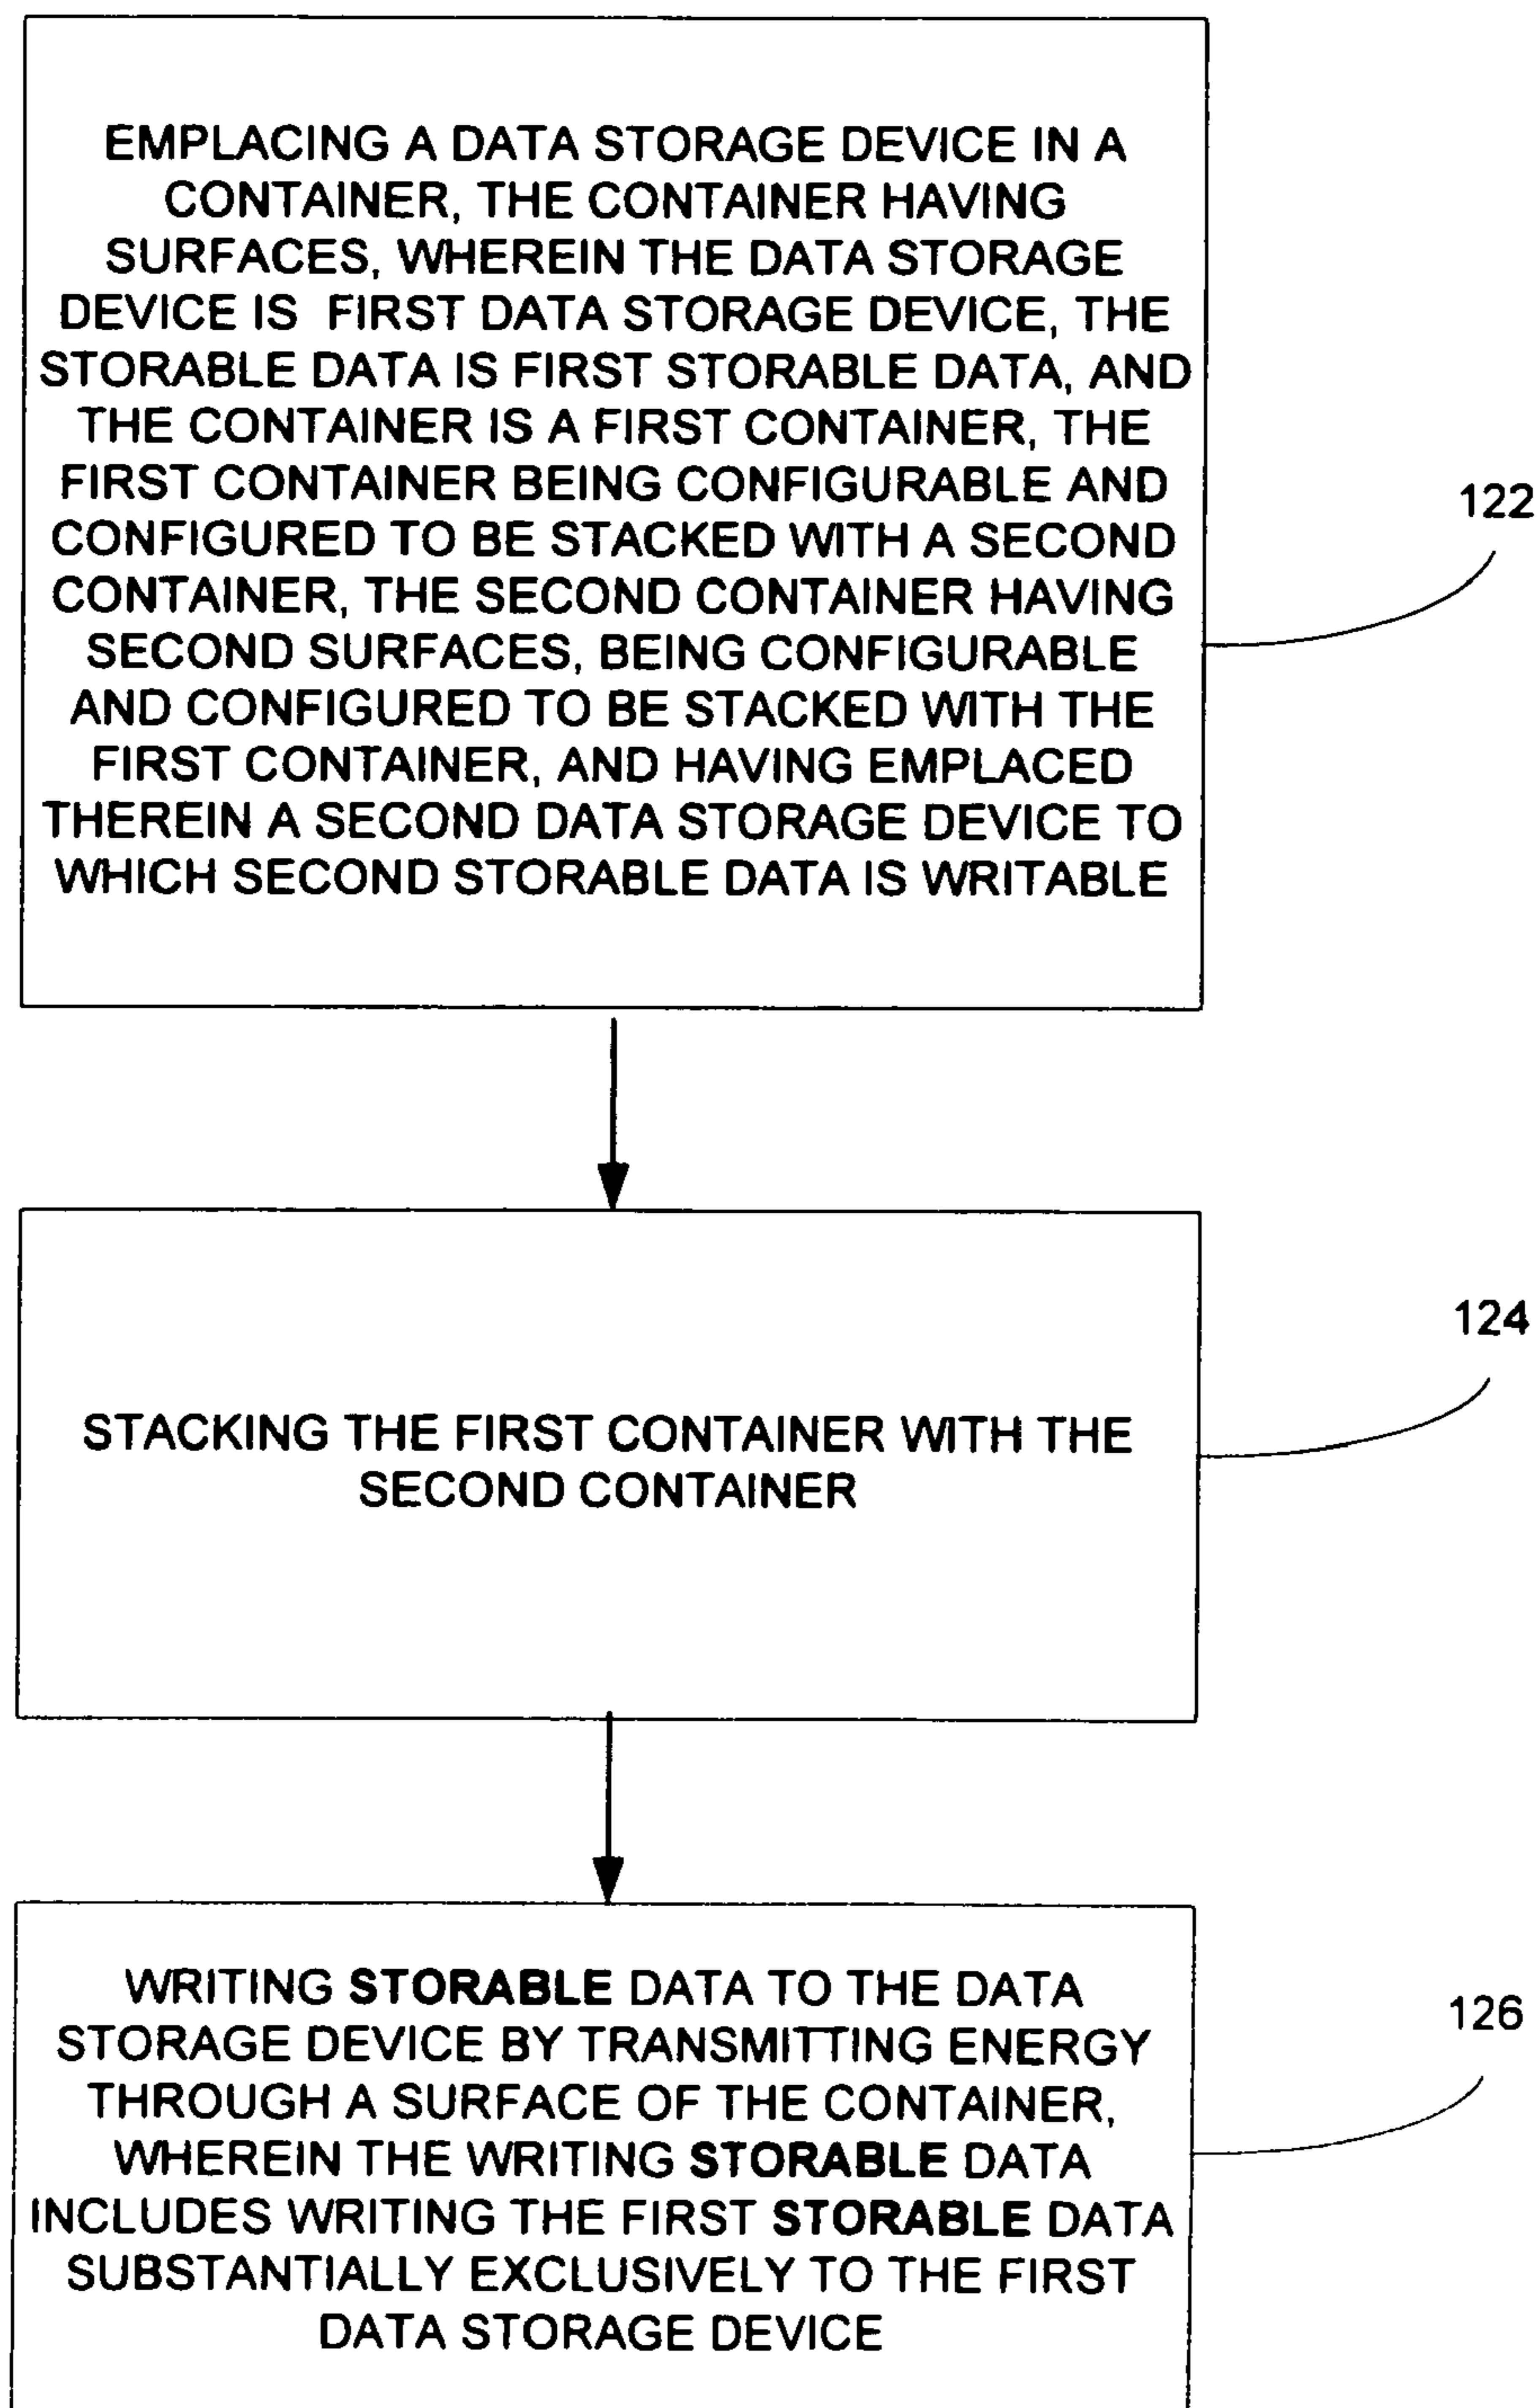 EMPLACING A DATA STORAGE DEVICE IN A
CONTAINER, THE CONTAINER HAVING
SURFACES, WHEREIN THE DATA STORAGE
DEVICE IS FIRST DATA STORAGE DEVICE, THE
STORABLE DATA IS FIRST STORABLE DATA, AND
THE CONTAINER IS A FIRST CONTAINER, THE
FIRST CONTAINER BEING CONFIGURABLE AND
CONFIGURED TO BE STACKED WITH A SECOND
CONTAINER, THE SECOND CONTAINER HAVING
SECOND SURFACES, BEING CONFIGURABLE
AND CONFIGURED TO BE STACKED WITH THE
FIRST CONTAINER, AND HAVING EMPLACED
THEREIN A SECOND DATA STORAGE DEVICE TO
WHICH SECOND STORABLE DATA IS WRITABLE
122
STACKING THE FIRST CONTAINER WITH THE
SECOND CONTAINER
124
WRITING STORABLE DATA TO THE DATA
STORAGE DEVICE BY TRANSMITTING ENERGY
THROUGH A SURFACE OF THE CONTAINER,
WHEREIN THE WRITING STORABLE DATA
INCLUDES WRITING THE FIRST STORABLE DATA
SUBSTANTIALLY EXCLUSIVELY TO THE FIRST
DATA STORAGE DEVICE
126